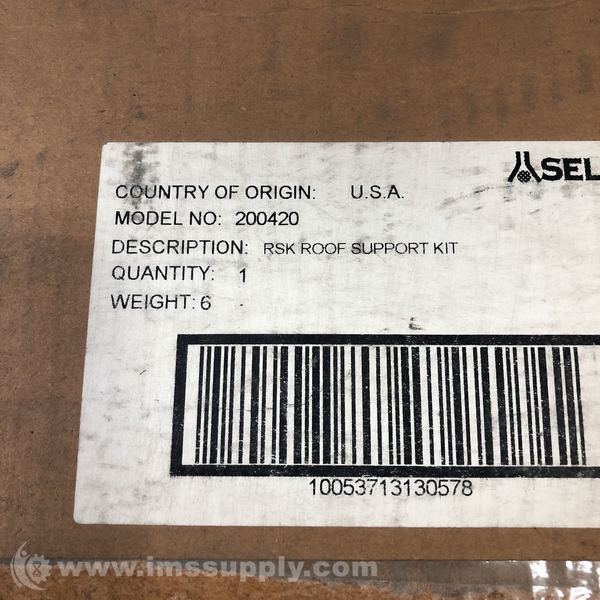 SEL
COUNTRY OF ORIGIN: U.S.A.
MODEL NO: 200420
DESCRIPTION: RSK ROOF SUPPORT KIT
QUANTITY: 1
WEIGHT: 6
10053713130578
www.imssupply.com